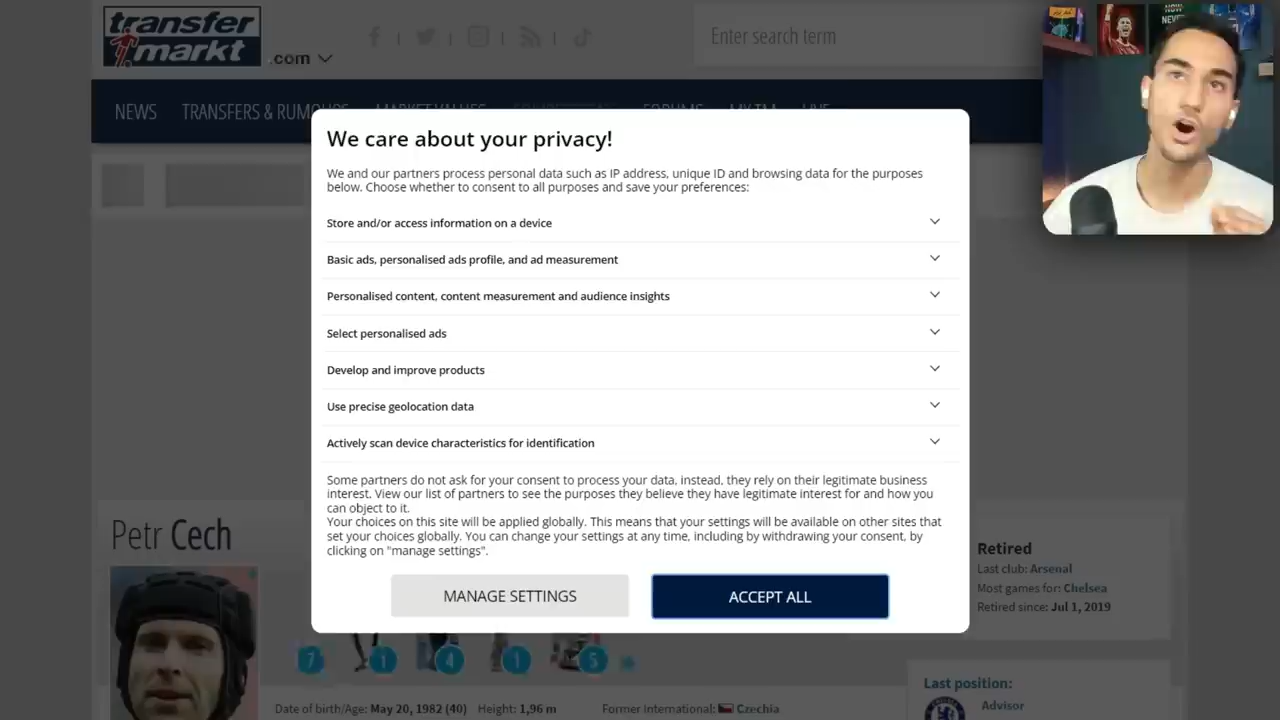 transfer
markt
.com
Enter search term
NOW
NEVER
NEWS
TRANSFERS & RUMOURS
MARKET VALUES
FORUMS
MY TM
LIVE
We care about your privacy!
We and our partners process personal data such as IP address, unique ID and browsing data for the purposes
below. Choose whether to consent to all purposes and save your preferences:
Store and/or access information on a device
Basic ads, personalised ads profile, and ad measurement
Personalised content, content measurement and audience insights
Select personalised ads
Develop and improve products
Use precise geolocation data
Actively scan device characteristics for identification
Some partners do not ask for your consent to process your data, instead, they rely on their legitimate business
interest. View our list of partners to see the purposes they believe they have legitimate interest for and how you
can object to it.
Your choices on this site will be applied globally. This means that your settings will be available on other sites that
set your choices globally. You can change your settings at any time, including by withdrawing your consent, by
clicking on "manage settings".
MANAGE SETTINGS
ACCEPT ALL
Petr Cech
Retired
Last club: Arsenal
Most games for: Chelsea
Retired since: Jul 1, 2019
7
1
4
1
5
Date of birth/Age: May 20, 1982 (40)
Height: 1,96 m
Former International: Czechia
Last position:
Advisor